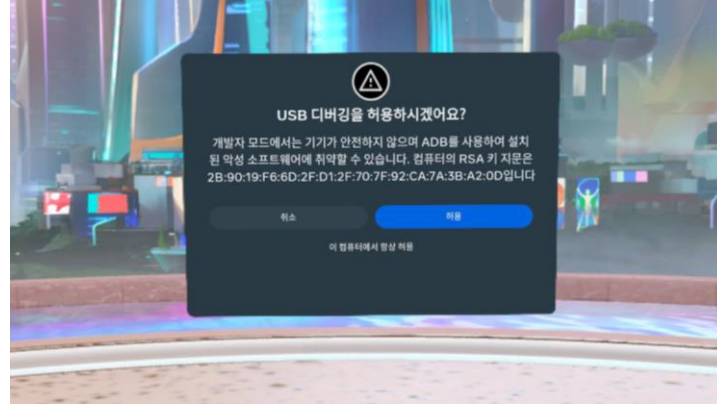 USB 디버깅을 허용하시겠어요?
개발자 모드에서는 기기가 안전하지 않으며 ADB를 사용하여 설치
된 악성 소프트웨어에 취약할 수 있습니다. 컴퓨터의 RSA 키 지문은
2B:90:19:F6:6D:2F:D1:2F:70:7F:92:CA:7A:3B:A2:0D입니다
취소
허용
이 컴퓨터에서 항상 허용